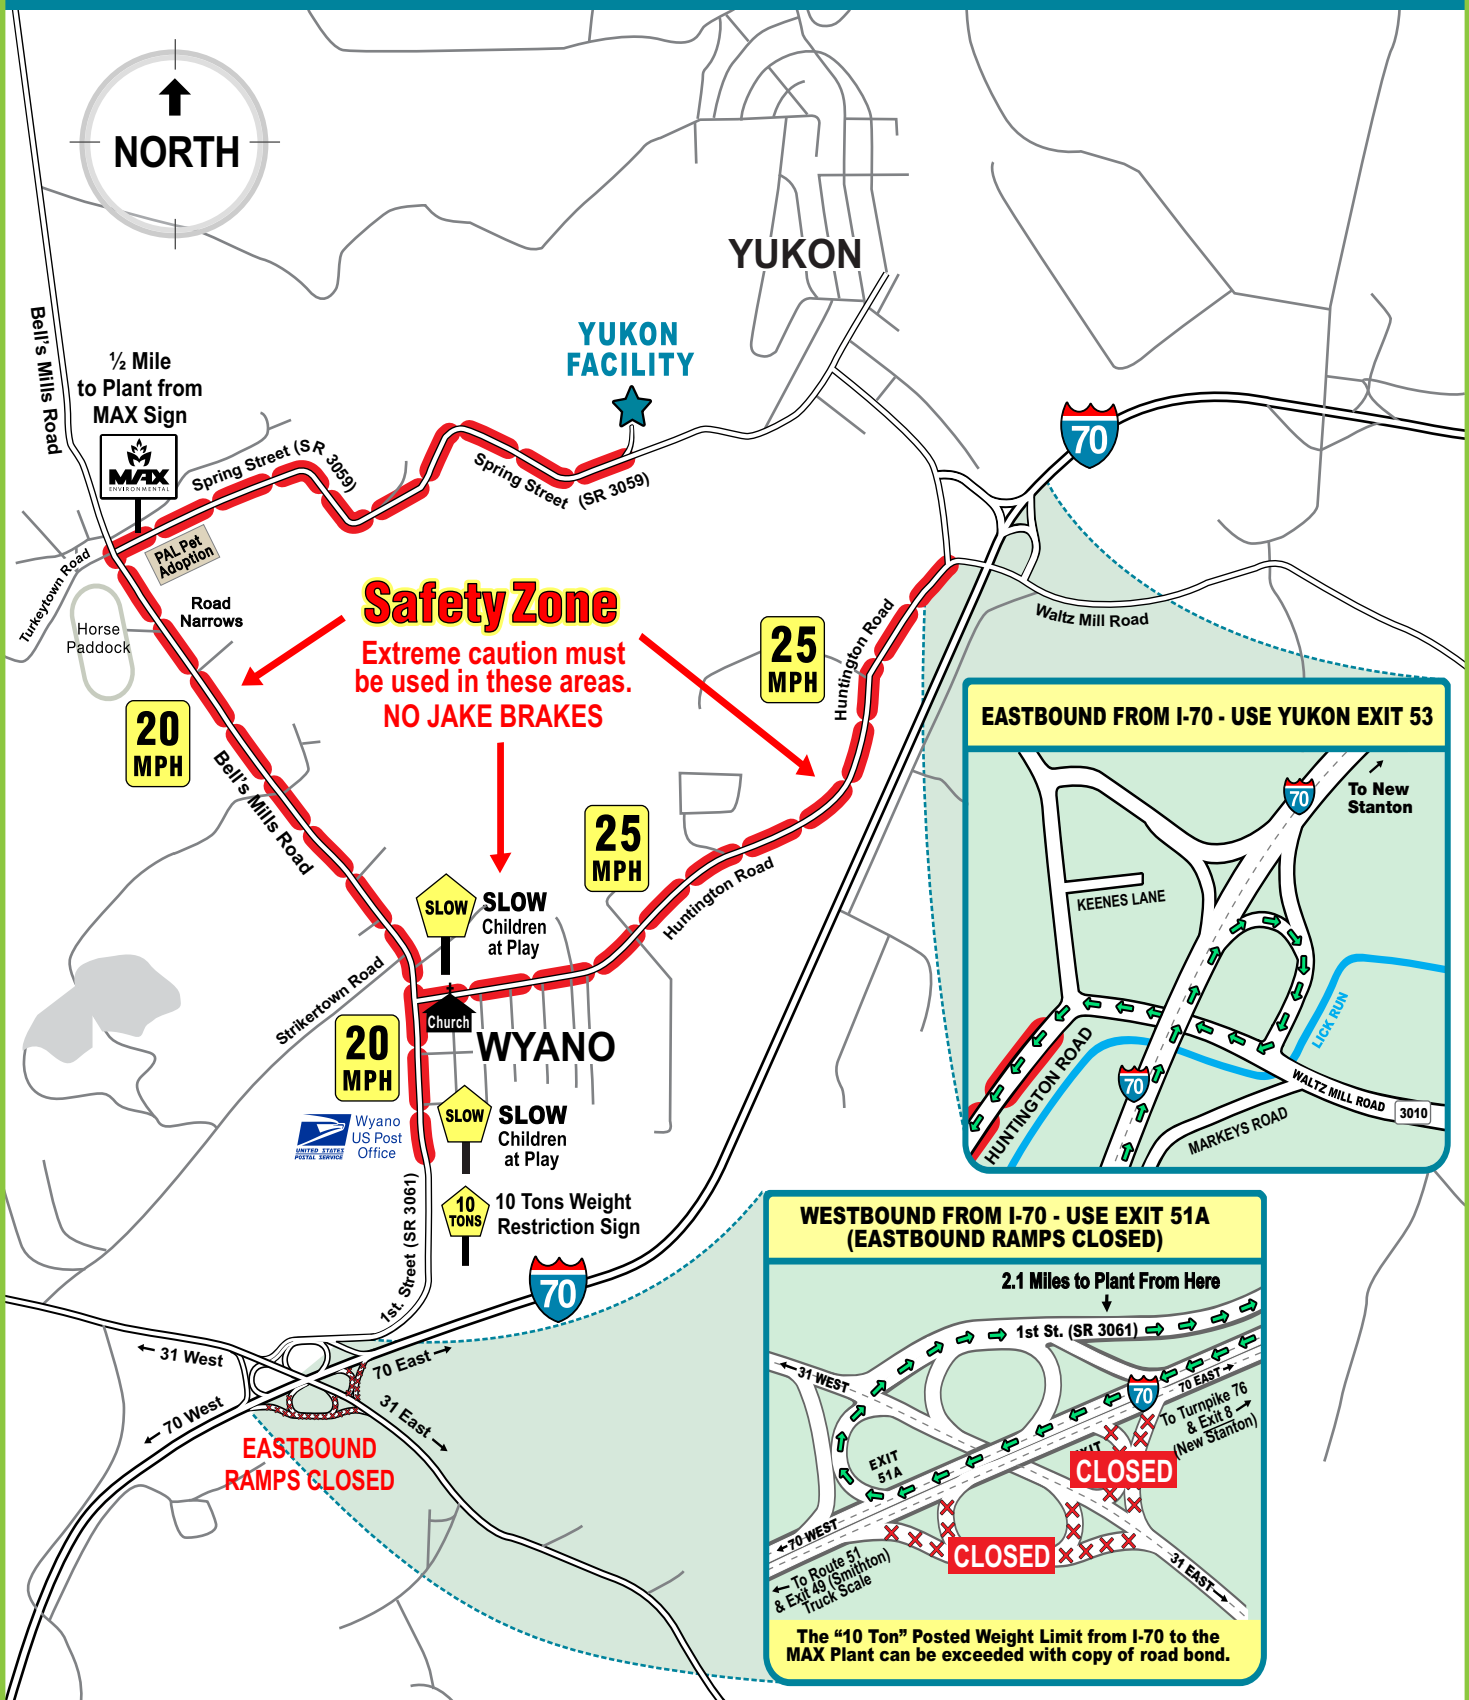 NORTH
YUKON
YUKON
FACILITY
Bell's Mills Road
½ Mile
to Plant from
MAX Sign
MAX
ENVIRONMENTAL
Spring Street (SR 3059)
Spring Street (SR 3059)
70
PAL Pet
Adoption
Turkeytown Road
Horse
Paddock
Road
Narrows
Safety Zone
Extreme caution must
be used in these areas.
NO JAKE BRAKES
25
MPH
Huntington Road
Waltz Mill Road
20
MPH
Bell's Mills Road
25
MPH
Huntington Road
SLOW
SLOW
Children
at Play
Strikertown Road
Church
WYANO
20
MPH
Wyano
US Post
Office
UNITED STATES
POSTAL SERVICE
SLOW
SLOW
Children
at Play
10
TONS
10 Tons Weight
Restriction Sign
1st. Street (SR 3061)
70
31 West
70 East
70 West
31 East
EASTBOUND
RAMPS CLOSED
EASTBOUND FROM I-70 - USE YUKON EXIT 53
70
To New
Stanton
KEENES LANE
LICK RUN
70
HUNTINGTON ROAD
WALTZ MILL ROAD
3010
MARKEYS ROAD
WESTBOUND FROM I-70 - USE EXIT 51A
(EASTBOUND RAMPS CLOSED)
2.1 Miles to Plant From Here
1st St. (SR 3061)
31 WEST
70
70 EAST
To Turnpike 76
& Exit 8
(New Stanton)
EXIT
51A
CLOSED
70 WEST
CLOSED
To Route 51
& Exit 49 (Smithton)
Truck Scale
31 EAST
The “10 Ton” Posted Weight Limit from I-70 to the
MAX Plant can be exceeded with copy of road bond.